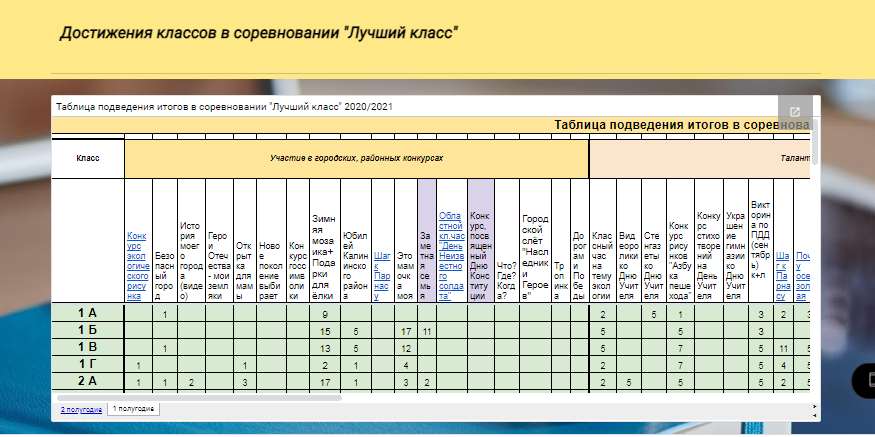 Достижения классов в соревновании "Лучший класс"
Таблица подведения итогов в соревновании "Лучший класс" 2020/2021
Таблица подведения итогов в соревнова
Класс
Участие в городских, районных конкурсах
Талант
Конкурс экологического рисунка
Безопасный город
История моего города (видео)
Герои Отечества - мои земляки
Открытка для мамы
Новое поколение выбирает
Конкурс госсимволики
Зимняя мозаика+ Подарки для ёлки
Юбилей Калининского района
Шаг к Парнасу
Это мамочка моя
Заметная семья
Областной кл.час "День Неизвестного солдата"
Конкурс, посвященный Дню Конституции
Что? Где? Когда?
Городской слёт "Наследники Героев"
Тропинка
Дорогами Победы
Классный час на тему экологии
Видеоролик ко Дню Учителя
Стенгазета ко Дню Учителя
Конкурс рисунков "Азбука пешехода"
Конкурс стихотворений на День Учителя
Украшение гимназии ко Дню Учителя
Викторина по ПДД (сентябрь) кл+л
Шаг к Парнасу
1 А 1 9 2 5 1 3 2
1 Б 15 5 17 11 5 5 3
1 В 1 13 5 12 5 7 5 11
1 Г 1 1 2 1 4 2 7 5 4
2 А 1 1 2 3 17 1 3 2 2 5 5 5 2
2 полугодие 1 полугодие